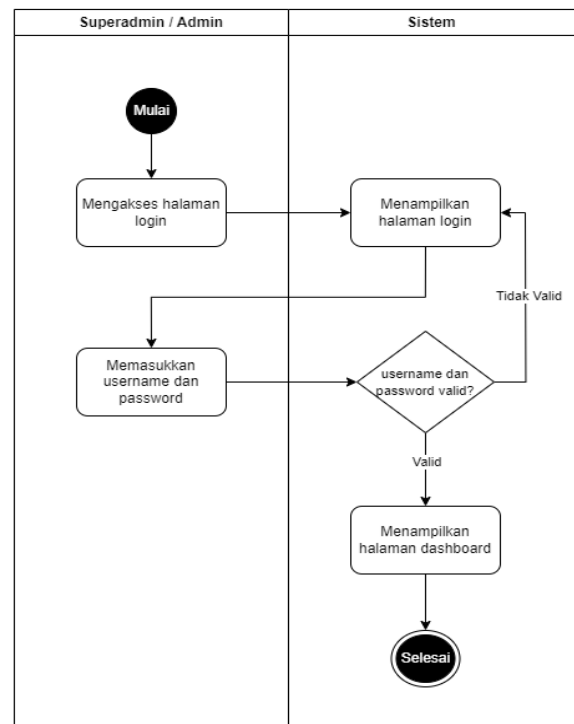 Superadmin / Admin
Sistem
Mulai
Mengakses halaman
login
Menampilkan
halaman login
Tidak Valid
Memasukkan
username dan
password
username dan
password valid?
Valid
Menampilkan
halaman dashboard
Selesai